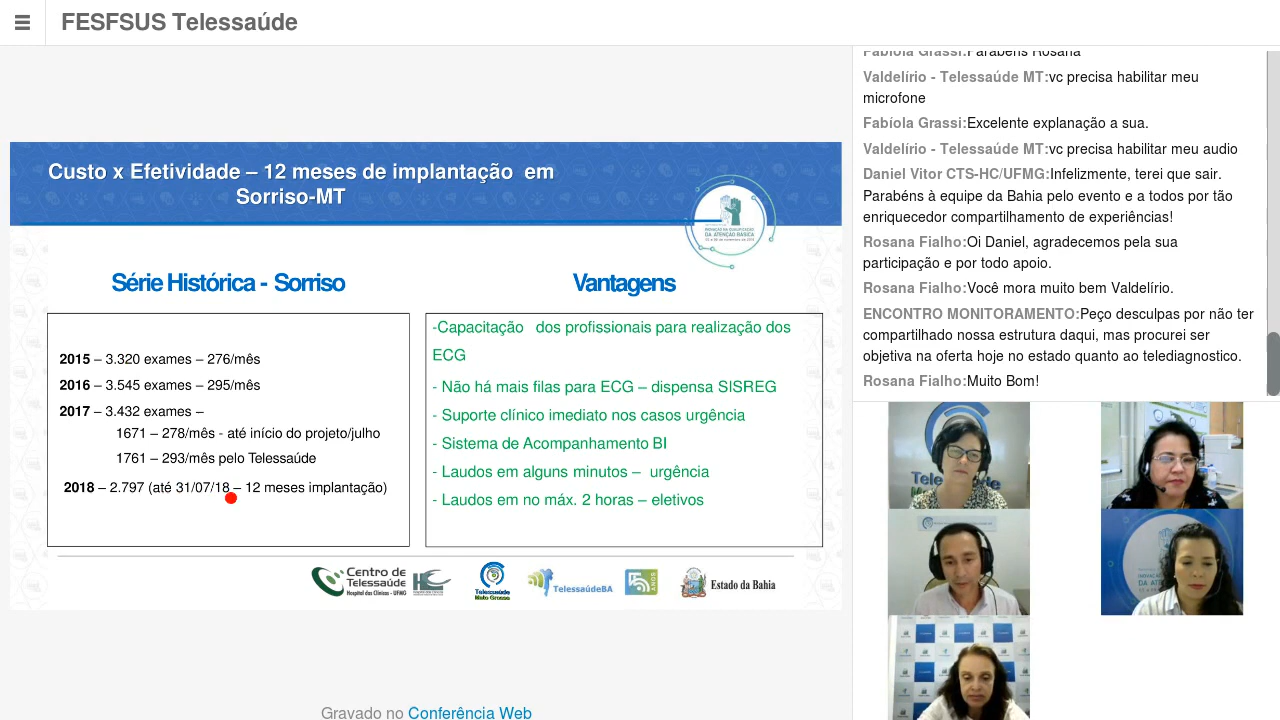 FESFSUS Telessaúde
Custo x Efetividade – 12 meses de implantação em
Sorriso-MT
INOVAÇÃO NA QUALIFICAÇÃO
DA ATENÇÃO BÁSICA
Série Histórica - Sorriso
2015 – 3.320 exames – 276/mês
2016 – 3.545 exames – 295/mês
2017 – 3.432 exames –
1671 – 278/mês - até início do projeto/julho
1761 – 293/mês pelo Telessaúde
2018 – 2.797 (até 31/07/18 – 12 meses implantação)
Vantagens
-Capacitação dos profissionais para realização dos
ECG
- Não há mais filas para ECG – dispensa SISREG
- Suporte clínico imediato nos casos urgência
- Sistema de Acompanhamento BI
- Laudos em alguns minutos – urgência
- Laudos em no máx. 2 horas – eletivos
Centro de
Telessaúde
Hospital das Clínicas - UFMG
HC
Telessaúde
Mato Grosso
TelessaúdeBA
Estado da Bahia
Gravado no Conferência Web
Fabíola Grassi:Parabéns Rosana
Valdelírio - Telessaúde MT:vc precisa habilitar meu
microfone
Fabíola Grassi:Excelente explanação a sua.
Valdelírio - Telessaúde MT:vc precisa habilitar meu audio
Daniel Vitor CTS-HC/UFMG:Infelizmente, terei que sair.
Parabéns à equipe da Bahia pelo evento e a todos por tão
enriquecedor compartilhamento de experiências!
Rosana Fialho:Oi Daniel, agradecemos pela sua
participação e por todo apoio.
Rosana Fialho:Você mora muito bem Valdelírio.
ENCONTRO MONITORAMENTO:Peço desculpas por não ter
compartilhado nossa estrutura daqui, mas procurei ser
objetiva na oferta hoje no estado quanto ao telediagnostico.
Rosana Fialho:Muito Bom!